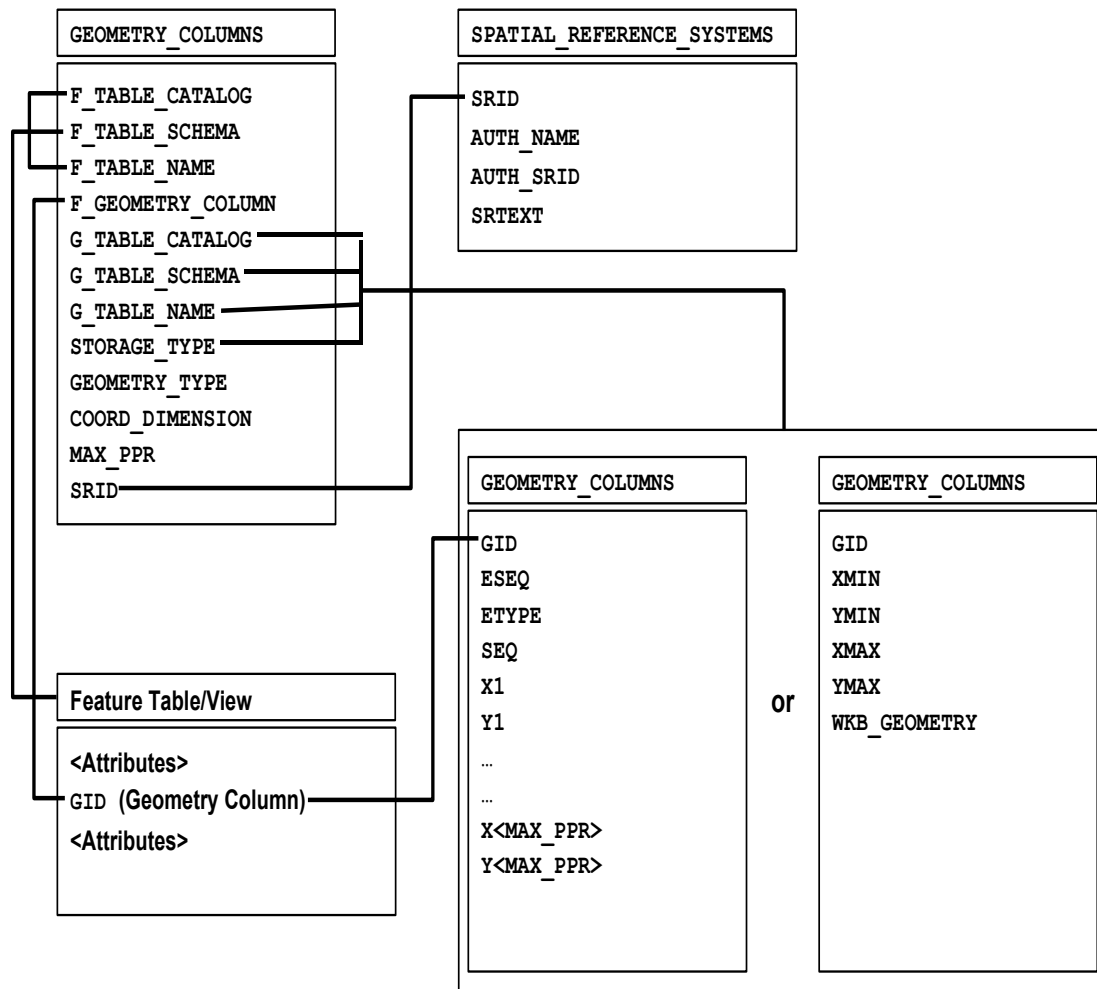 GEOMETRY_COLUMNS
F_TABLE_CATALOG
F_TABLE_SCHEMA
F_TABLE_NAME
F_GEOMETRY_COLUMN
G_TABLE_CATALOG
G_TABLE_SCHEMA
G_TABLE_NAME
STORAGE_TYPE
GEOMETRY_TYPE
COORD_DIMENSION
MAX_PPR
SRID
SPATIAL_REFERENCE_SYSTEMS
SRID
AUTH_NAME
AUTH_SRID
SRTEXT
Feature Table/View
<Attributes>
GID (Geometry Column)
<Attributes>
GEOMETRY_COLUMNS
GID
ESEQ
ETYPE
SEQ
X1
Y1
…
…
X<MAX_PPR>
Y<MAX_PPR>
or
GEOMETRY_COLUMNS
GID
XMIN
YMIN
XMAX
YMAX
WKB_GEOMETRY